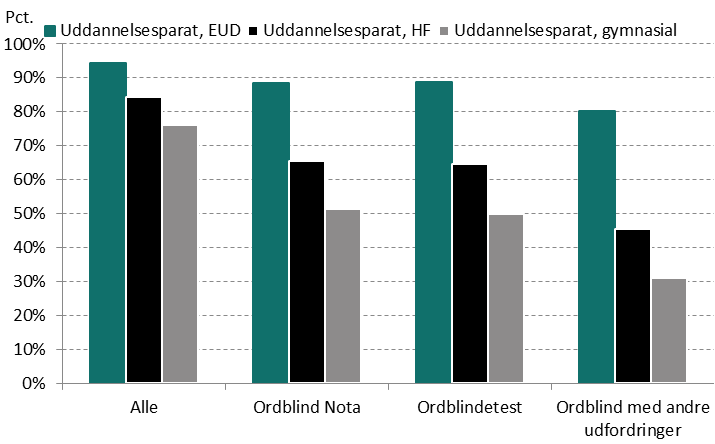 Pct.
Uddannelsesparat, EUD Uddannelsesparat, HF Uddannelsesparat, gymnasial
100%
90%
80%
70%
60%
50%
40%
30%
20%
10%
0%
Alle Ordblind Nota Ordblindetest Ordblind med andre
udfordringer